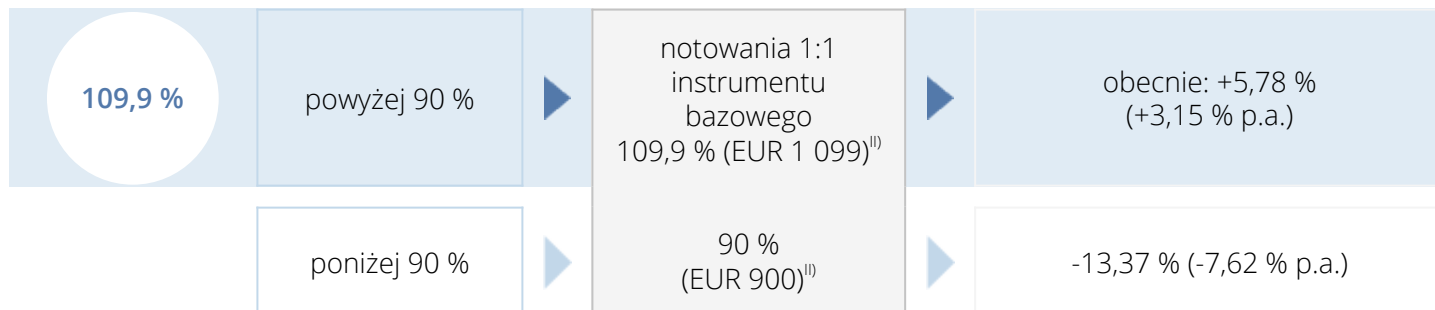 109,9 %
powyżej 90 %
notowania 1:1
instrumentu
bazowego
109,9 % (EUR 1 099)II)
obecnie: +5,78 %
(+3,15 % p.a.)
poniżej 90 %
90 %
(EUR 900)II)
-13,37 % (-7,62 % p.a.)